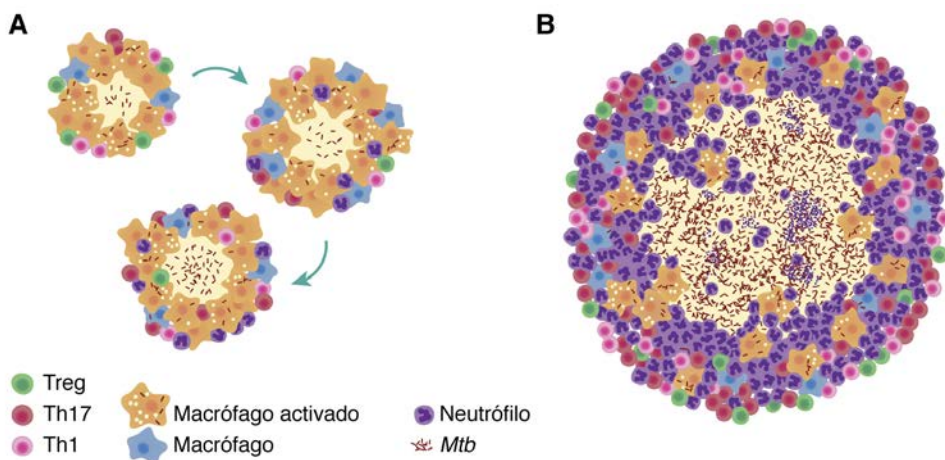 A
B
Treg
Th17
Th1
Macrófago activado
Macrófago
Neutrófilo
Mtb